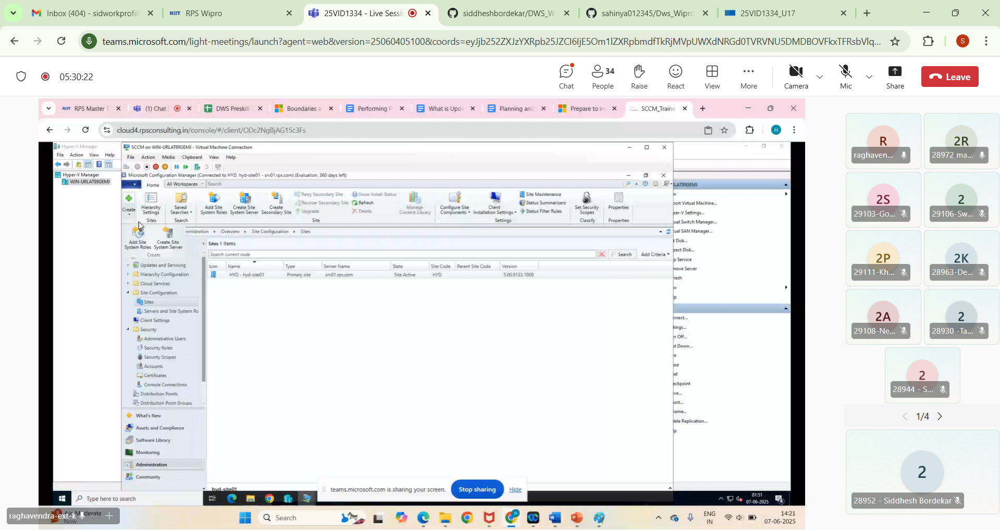 Inbox (404) - sidworkprofil
NIIT RPS Wipro
25VID1334 - Live Sessi
siddheshbordekar/DWS_W
sahinya012345/Dws_Wipro
25VID1334_U17
teams.microsoft.com/light-meetings/launch?agent=web&version=25060405100&coords=eyJjb252ZXJzYXRpb25JZCI6IjE5Om1lZXRpbmdfTkRjMVpUWXdNRGd0TVRVNU5DMDBOVFkxTFRsbVlq...
S
05:30:22
Chat
34
People
Raise
React
View
More
Camera
Mic
Share
Leave
NIIT RPS Master T
(1) Chat
DWS Preskill
Boundaries a
Performing P
What is Upda
Planning and
Prepare to in
SCCM_Traine
cloud4.rpsconsulting.in/console/#/client/ODc2NgBjAG15c3Fs
H
Hyper-V Manager
File Action View Help
Hyper-V Manager
WIN-URLAT89GEMJ
SCCM on WIN-URLAT89GEMJ - Virtual Machine Connection
File Action Media Clipboard View Help
Microsoft Configuration Manager (Connected to HYD, hyd-site01 - srv01.rps.com) (Evaluation, 360 days left)
Home
All Workspaces
Search
Create
Hierarchy Settings
Saved Searches
Add Site System Roles
Create Site System Server
Create Secondary Site
Retry Secondary Site
Recover Secondary Site
Upgrade
Show Install Status
Refresh
Delete
Manage Content Library
Configure Site Components
Client Installation Settings
Site Maintenance
Status Summarizers
Status Filter Rules
Set Security Scopes
Properties
Sites
Search
Site
Settings
Classify
Properties
Add Site System Roles
Create Site System Server
Create
ministration
Overview
Site Configuration
Sites
Updates and Servicing
Hierarchy Configuration
Cloud Services
Site Configuration
Sites
Servers and Site System Ro
Client Settings
Security
Administrative Users
Security Roles
Security Scopes
Accounts
Certificates
Console Connections
Distribution Points
Distribution Point Groups
What's New
Assets and Compliance
Software Library
Monitoring
Administration
Community
Sites 1 items
Search current node
Search
Add Criteria
Icon Name Type Server Name State Site Code Parent Site Code Version
HYD - hyd-site01 Primary site srv01.rps.com Site Active HYD 5.00.9133.1000
hyd-site01
LAT89GEMJ
w
ort Virtual Machine...
er-V Settings...
ual Switch Manager...
ual SAN Manager...
t Disk...
pect Disk...
p Service
move Server
resh
w
lp
nnect...
tings...
n Off...
t Down...
re
use
set
eckpoint
ve...
ort...
name...
ble Replication...
lp
teams.microsoft.com is sharing your screen.
Stop sharing
Hide
Type here to search
01:51
07-06-2025
4
Air: Moderate
Now
raghavendra-ext-k
Search
ENG
IN
14:21
07-06-2025
R
raghaven...
2R
28972 ma...
2S
29103-Go...
2
29106-Sw...
2P
29111-Kh...
2K
28963-De...
2A
29108-Ne...
2
28930 -Ta...
2
28944 - S...
1/4
2
28952 - Siddhesh Bordekar